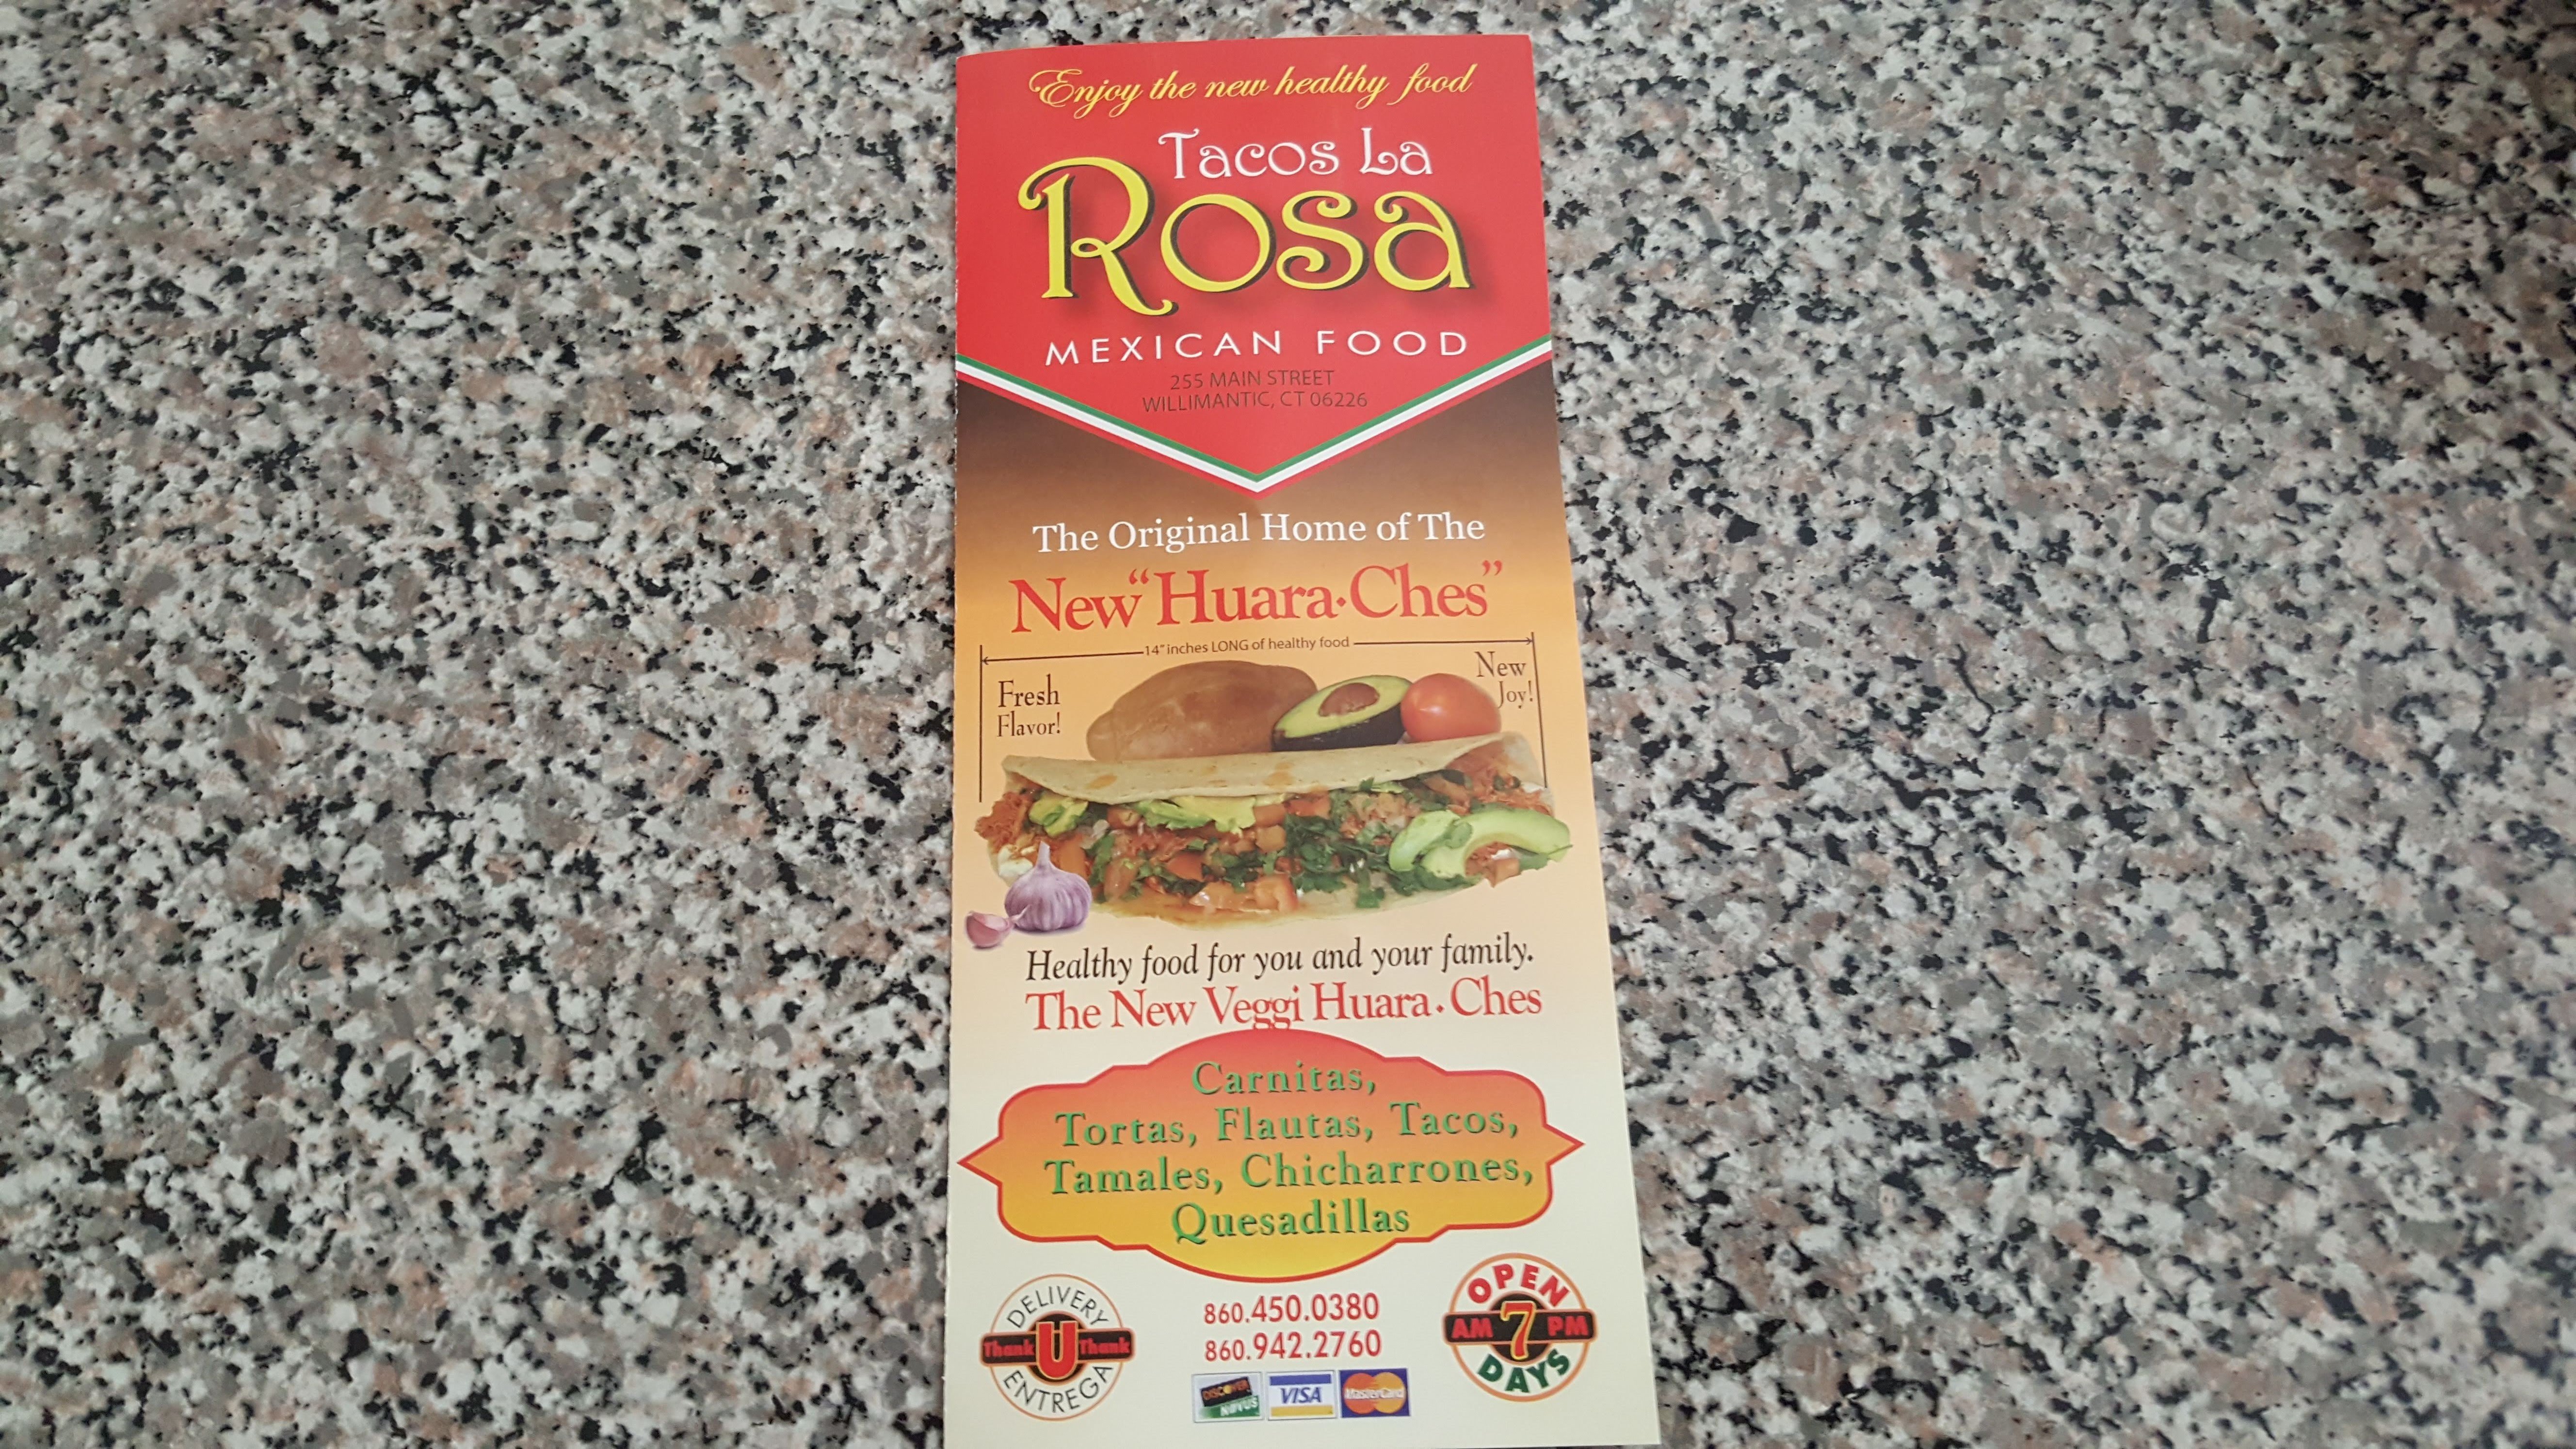 Enjoy the new healthy food
Tacos La
Rosa
MEXICAN FOOD
255 MAIN STREET
WILLIMANTIC, CT 06226
The Original Home of The
New "Huara·Ches"
14" inches LONG of healthy food
Fresh
Flavor!
New
Joy!
Healthy food for you and your family.
The New Veggi Huara·Ches
Carnitas,
Tortas, Flautas, Tacos,
Tamales, Chicharrones,
Quesadillas
DELIVERY
Thank U Thank
ENTREGA
860.450.0380
860.942.2760
DISCOVER
NOVUS
VISA
MasterCard
OPEN
AM 7 PM
DAYS